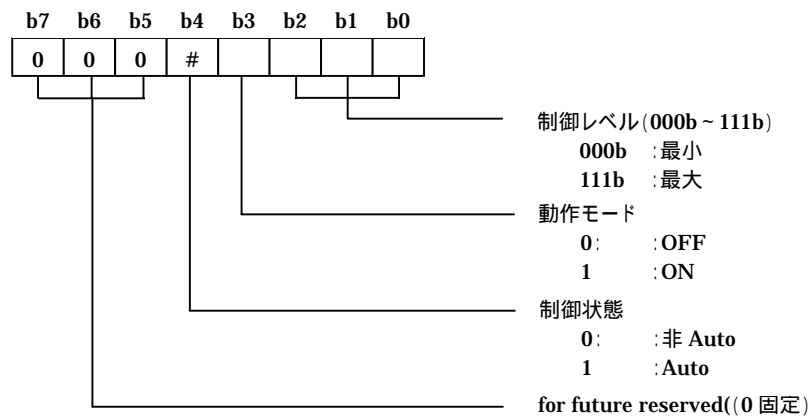 b7 b6 b5 b4 b3 b2 b1 b0
0 0 0 #
制御レベル(000b ~ 111b)
000b :最小
111b :最大
動作モード
0: :OFF
1 :ON
制御状態
0: :非 Auto
1 :Auto
for future reserved((0 固定)